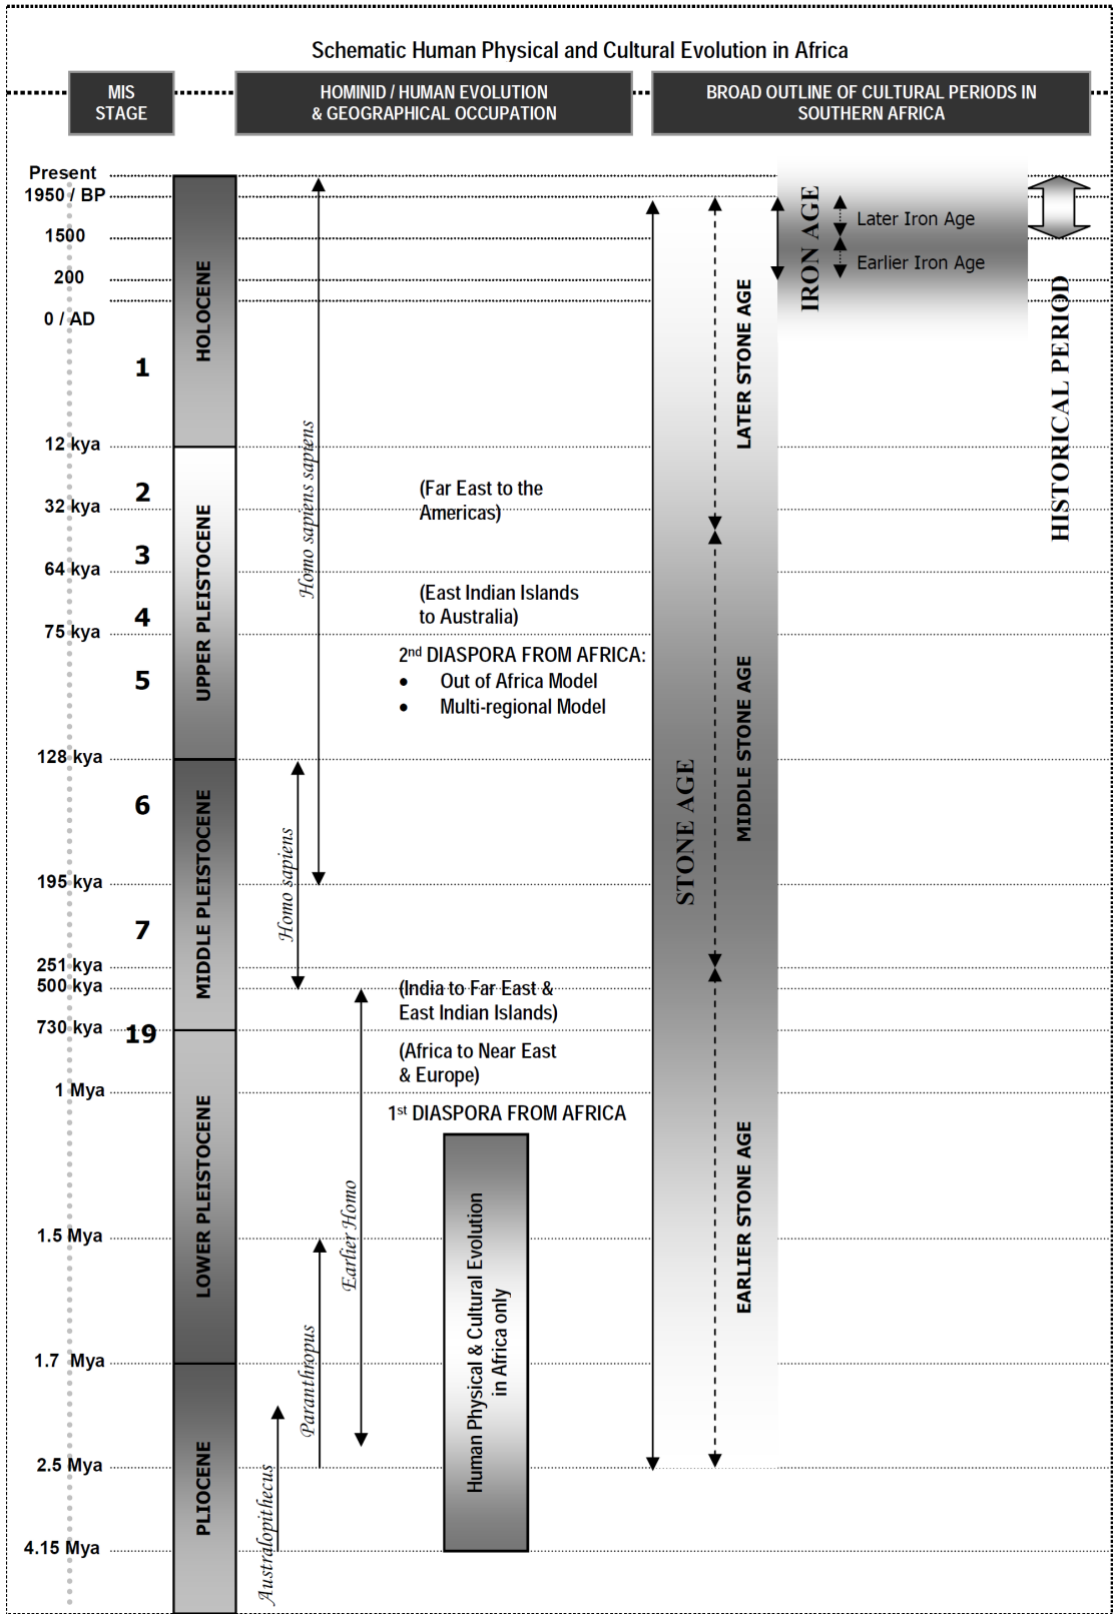 Schematic Human Physical and Cultural Evolution in Africa
MIS
STAGE
HOMINID / HUMAN EVOLUTION
& GEOGRAPHICAL OCCUPATION
BROAD OUTLINE OF CULTURAL PERIODS IN
SOUTHERN AFRICA
Present
1950 / BP
1500
200
0 / AD
12 kya
32 kya
64 kya
75 kya
128 kya
195 kya
251 kya
500 kya
730 kya
1 Mya
1.5 Mya
1.7 Mya
2.5 Mya
4.15 Mya
1
2
3
4
5
6
7
19
HOLOCENE
UPPER PLEISTOCENE
MIDDLE PLEISTOCENE
LOWER PLEISTOCENE
PLIOCENE
Homo sapiens sapiens
Homo sapiens
Earlier Homo
Paranthropus
Australopithecus
(Far East to the
Americas)
(East Indian Islands
to Australia)
2nd DIASPORA FROM AFRICA:
• Out of Africa Model
• Multi-regional Model
(India to Far East &
East Indian Islands)
(Africa to Near East
& Europe)
1st DIASPORA FROM AFRICA
Human Physical & Cultural Evolution
in Africa only
STONE AGE
LATER STONE AGE
MIDDLE STONE AGE
EARLIER STONE AGE
IRON AGE
Later Iron Age
Earlier Iron Age
HISTORICAL PERIOD